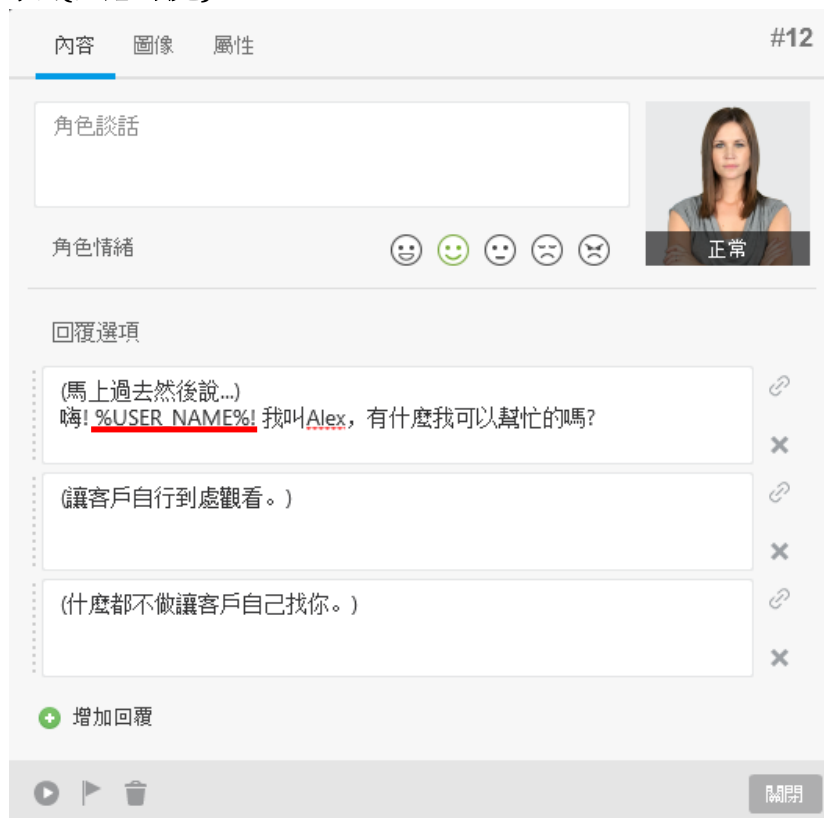 內容 圖像 屬性 #12
角色談話
角色情緒
正常
回覆選項
(馬上過去然後說...)
嗨! %USER_NAME%! 我叫Alex，有什麼我可以幫忙的嗎?
(讓客戶自行到處觀看。)
(什麼都不做讓客戶自己找你。)
增加回覆
關閉